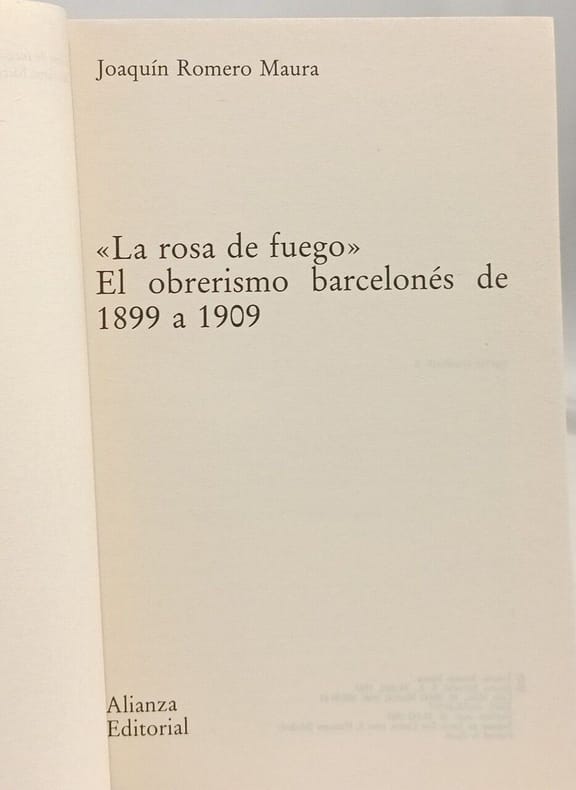 Joaquín Romero Maura
«La rosa de fuego»
El obrerismo barcelonés de
1899 a 1909
Alianza
Editorial